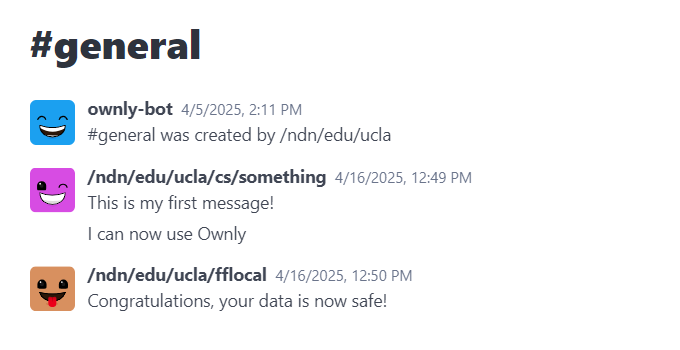 #general
ownly-bot 4/5/2025, 2:11 PM
#general was created by /ndn/edu/ucla
/ndn/edu/ucla/cs/something 4/16/2025, 12:49 PM
This is my first message!
I can now use Ownly
/ndn/edu/ucla/fflocal 4/16/2025, 12:50 PM
Congratulations, your data is now safe!